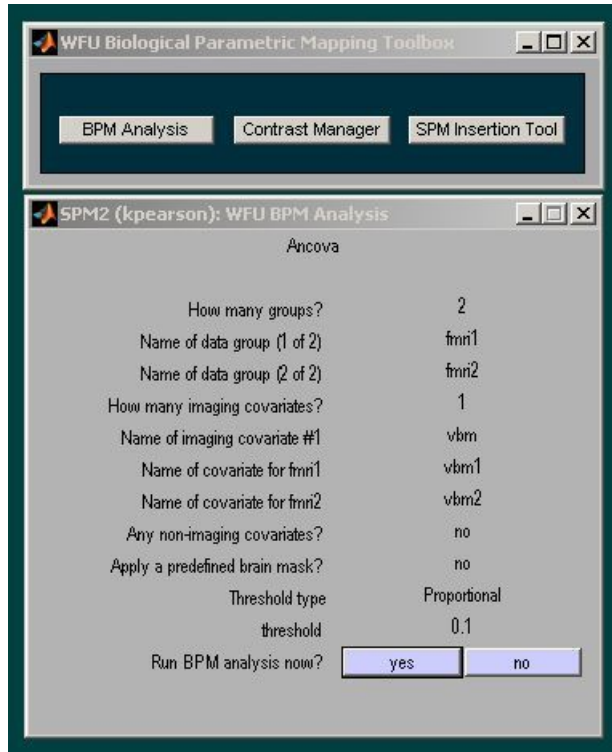 WFU Biological Parametric Mapping Toolbox
BPM Analysis Contrast Manager SPM Insertion Tool
SPM2 (kpearson): WFU BPM Analysis
Ancova
How many groups? 2
Name of data group (1 of 2) fmri1
Name of data group (2 of 2) fmri2
How many imaging covariates? 1
Name of imaging covariate #1 vbm
Name of covariate for fmri1 vbm1
Name of covariate for fmri2 vbm2
Any non-imaging covariates? no
Apply a predefined brain mask? no
Threshold type Proportional
threshold 0.1
Run BPM analysis now? yes no